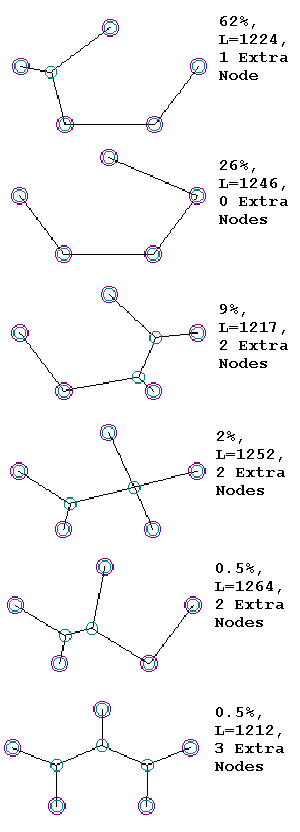 62%,
L=1224,
1 Extra
Node
26%,
L=1246,
0 Extra
Nodes
9%,
L=1217,
2 Extra
Nodes
2%,
L=1252,
2 Extra
Nodes
0.5%,
L=1264,
2 Extra
Nodes
0.5%,
L=1212,
3 Extra
Nodes